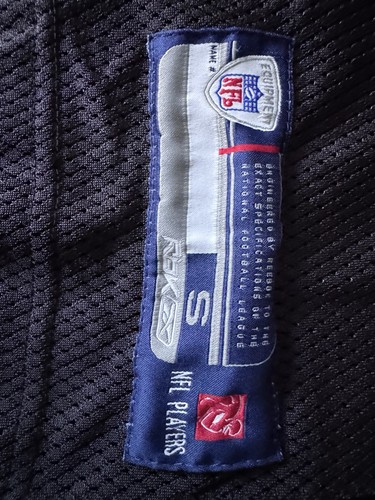 NAME #
EQUIPMENT
NFL
ENGINEERED BY REEBOK TO THE
EXACT SPECIFICATIONS OF THE
NATIONAL FOOTBALL LEAGUE
RBK
S
NFL PLAYERS